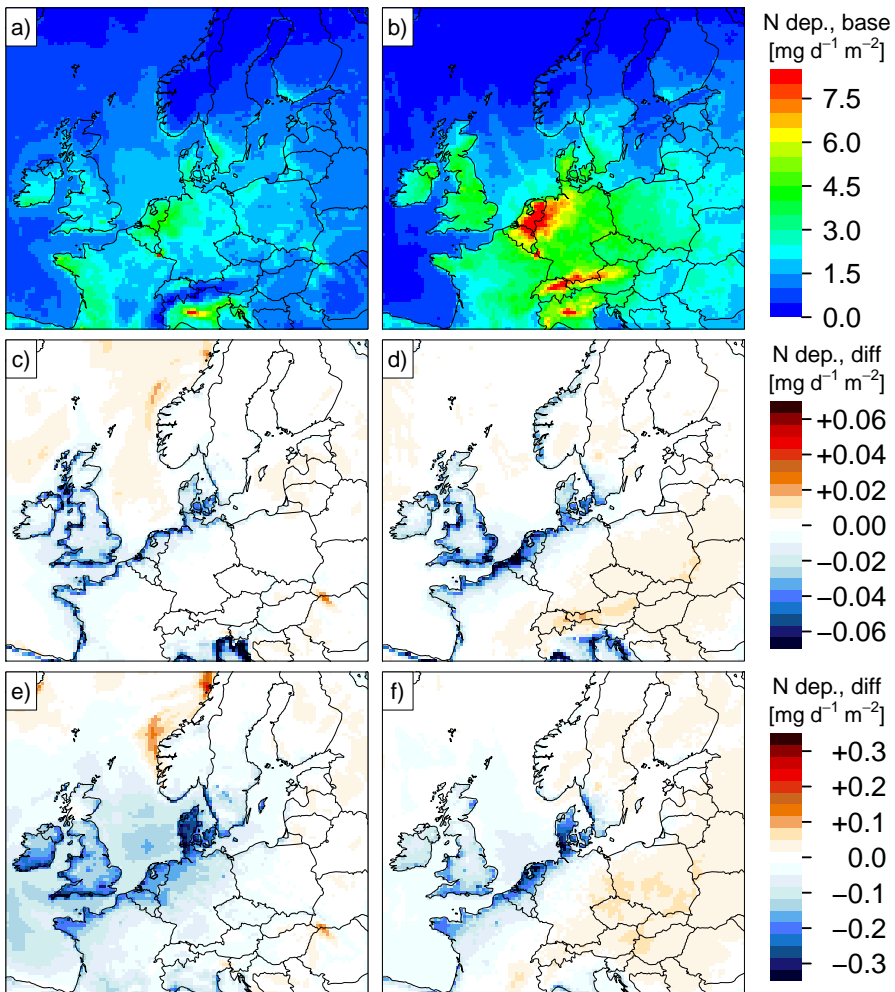 a)
b)
N dep., base
[mg d⁻¹ m⁻²]
7.5
6.0
4.5
3.0
1.5
0.0
c)
d)
N dep., diff
[mg d⁻¹ m⁻²]
+0.06
+0.04
+0.02
0.00
−0.02
−0.04
−0.06
e)
f)
N dep., diff
[mg d⁻¹ m⁻²]
+0.3
+0.2
+0.1
0.0
−0.1
−0.2
−0.3